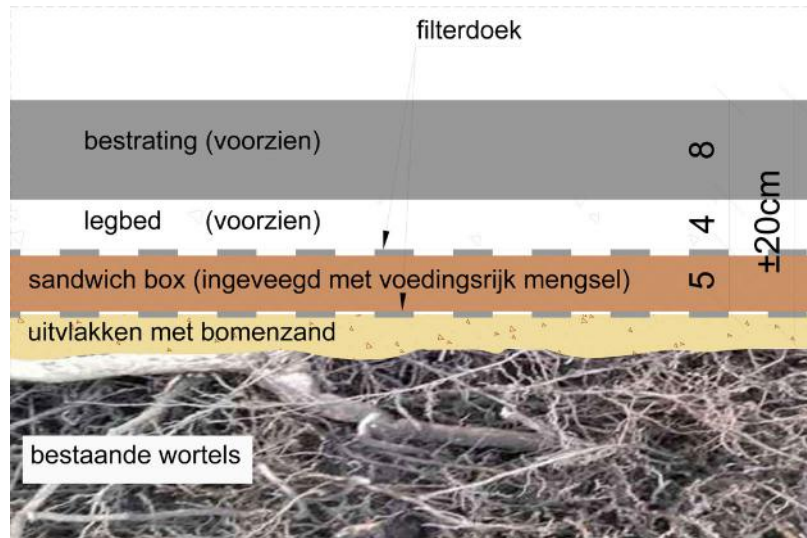 filterdoek
bestrating (voorzien)
8
legbed (voorzien)
4
±20cm
sandwich box (ingeveegd met voedingsrijk mengsel)
5
uitvlakken met bomenzand
bestaande wortels